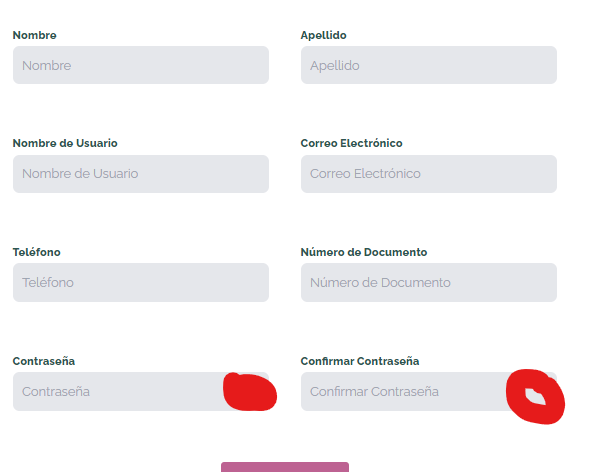 Nombre Apellido
Nombre Apellido
Nombre de Usuario Correo Electrónico
Nombre de Usuario Correo Electrónico
Teléfono Número de Documento
Teléfono Número de Documento
Contraseña Confirmar Contraseña
Contraseña Confirmar Contraseña